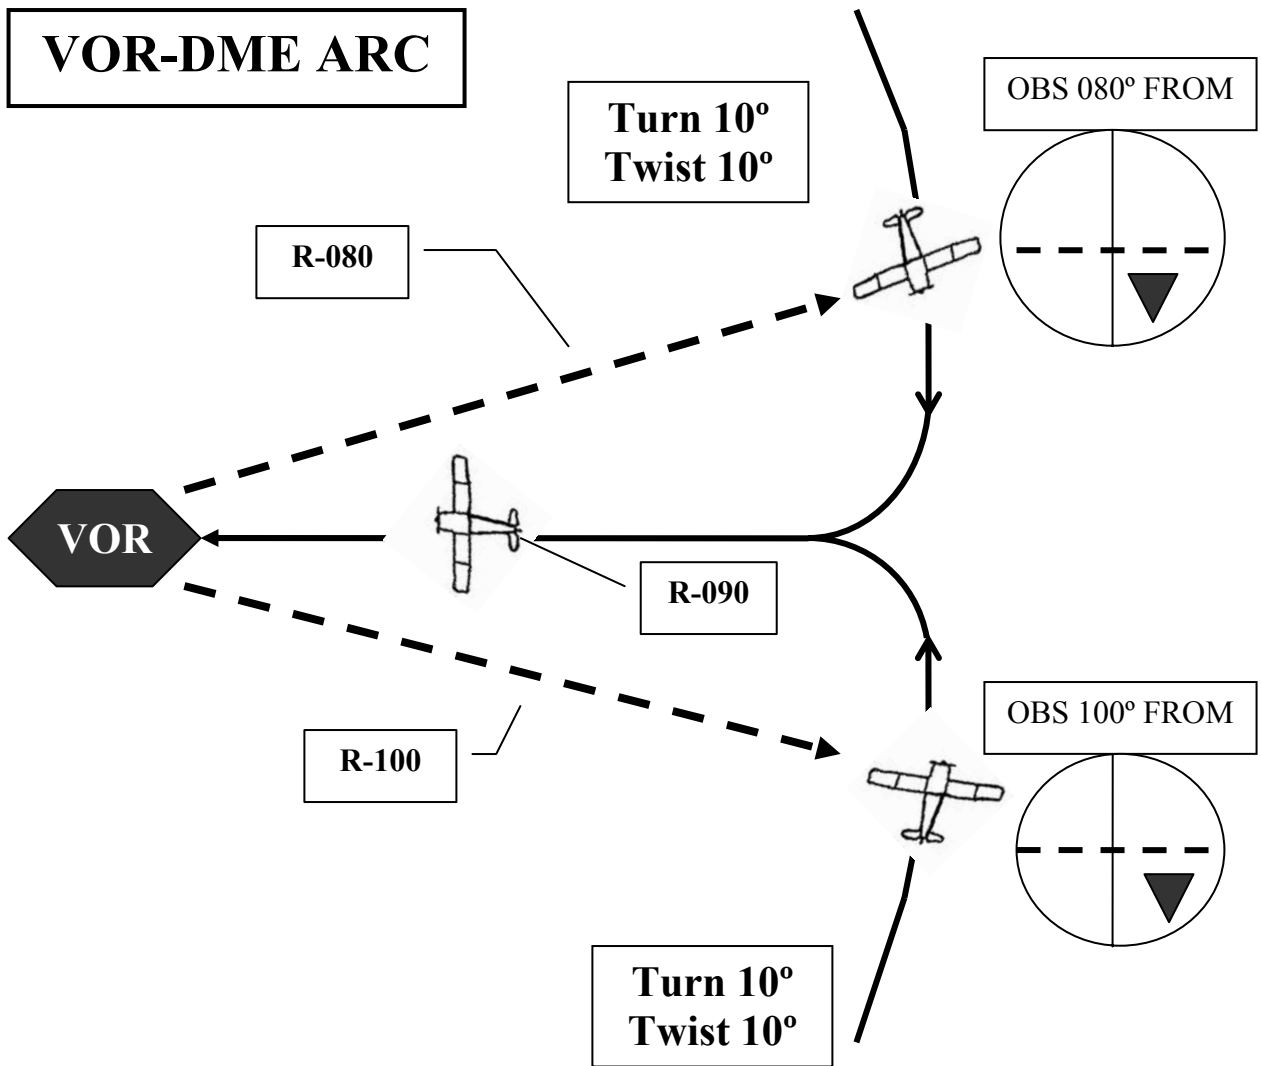 VOR-DME ARC
OBS 080º FROM
Turn 10º
Twist 10º
R-080
VOR
R-090
OBS 100º FROM
R-100
Turn 10º
Twist 10º